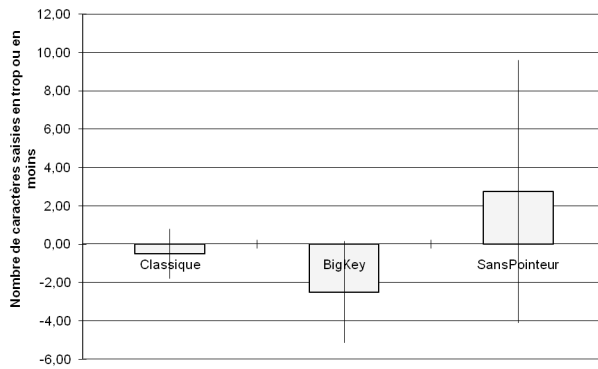 Nombre de caractères saisies en trop ou en
moins
12,00
10,00
8,00
6,00
4,00
2,00
0,00
-2,00
-4,00
-6,00
Classique
BigKey
SansPointeur